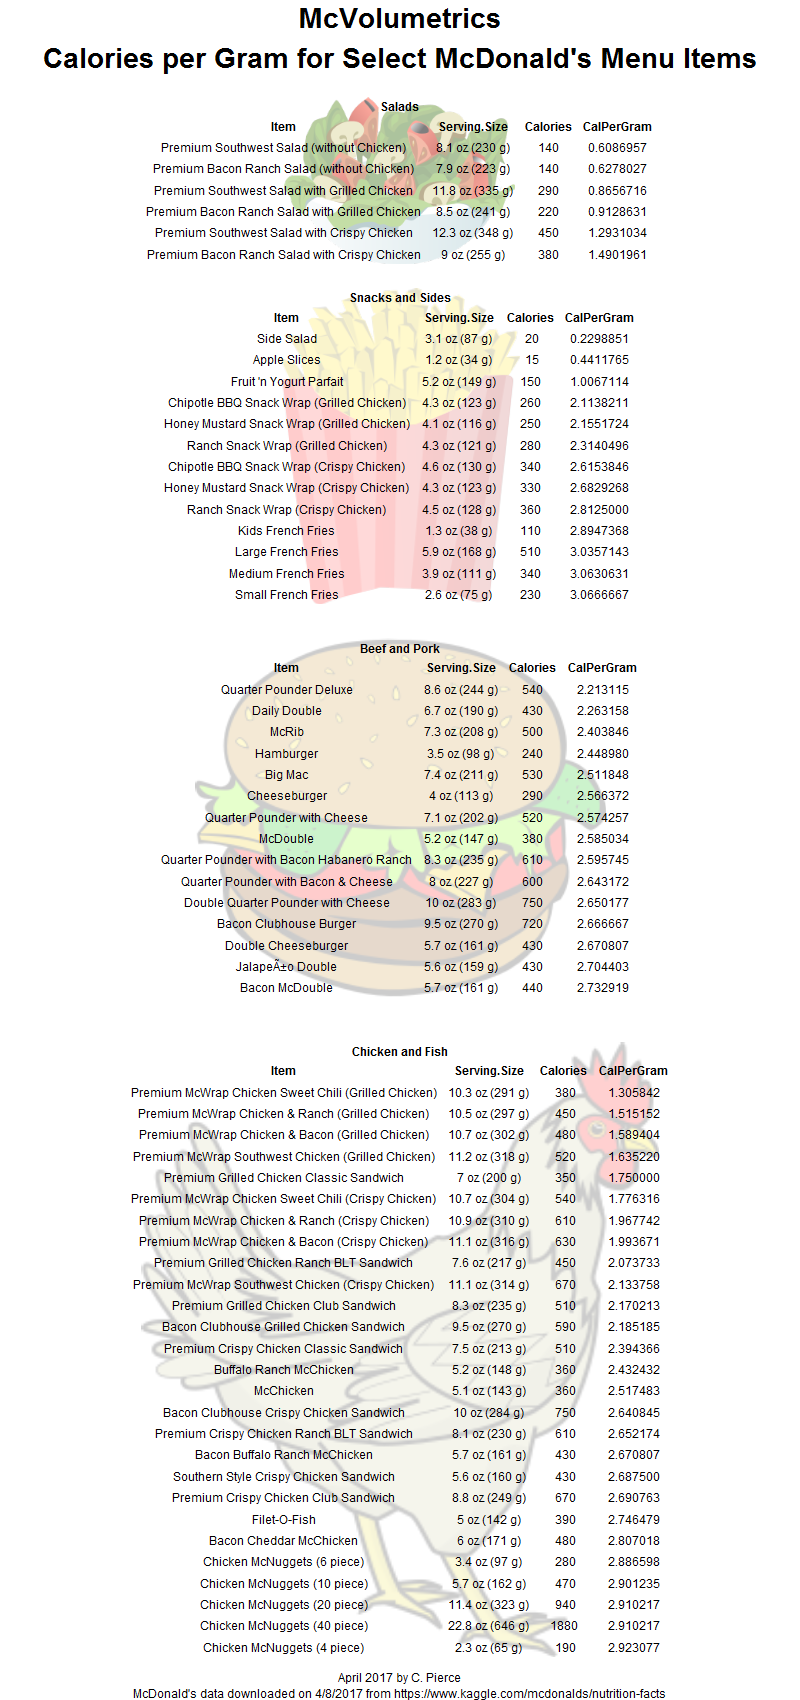 McVolumetrics
Calories per Gram for Select McDonald's Menu Items
Salads
Item Serving.Size Calories CalPerGram
Premium Southwest Salad (without Chicken) 8.1 oz (230 g) 140 0.6086957
Premium Bacon Ranch Salad (without Chicken) 7.9 oz (223 g) 140 0.6278027
Premium Southwest Salad with Grilled Chicken 11.8 oz (335 g) 290 0.8656716
Premium Bacon Ranch Salad with Grilled Chicken 8.5 oz (241 g) 220 0.9128631
Premium Southwest Salad with Crispy Chicken 12.3 oz (348 g) 450 1.2931034
Premium Bacon Ranch Salad with Crispy Chicken 9 oz (255 g) 380 1.4901961
Snacks and Sides
Item Serving.Size Calories CalPerGram
Side Salad 3.1 oz (87 g) 20 0.2298851
Apple Slices 1.2 oz (34 g) 15 0.4411765
Fruit 'n Yogurt Parfait 5.2 oz (149 g) 150 1.0067114
Chipotle BBQ Snack Wrap (Grilled Chicken) 4.3 oz (123 g) 260 2.1138211
Honey Mustard Snack Wrap (Grilled Chicken) 4.1 oz (116 g) 250 2.1551724
Ranch Snack Wrap (Grilled Chicken) 4.3 oz (121 g) 280 2.3140496
Chipotle BBQ Snack Wrap (Crispy Chicken) 4.6 oz (130 g) 340 2.6153846
Honey Mustard Snack Wrap (Crispy Chicken) 4.3 oz (123 g) 330 2.6829268
Ranch Snack Wrap (Crispy Chicken) 4.5 oz (128 g) 360 2.8125000
Kids French Fries 1.3 oz (38 g) 110 2.8947368
Large French Fries 5.9 oz (168 g) 510 3.0357143
Medium French Fries 3.9 oz (111 g) 340 3.0630631
Small French Fries 2.6 oz (75 g) 230 3.0666667
Beef and Pork
Item Serving.Size Calories CalPerGram
Quarter Pounder Deluxe 8.6 oz (244 g) 540 2.213115
Daily Double 6.7 oz (190 g) 430 2.263158
McRib 7.3 oz (208 g) 500 2.403846
Hamburger 3.5 oz (98 g) 240 2.448980
Big Mac 7.4 oz (211 g) 530 2.511848
Cheeseburger 4 oz (113 g) 290 2.566372
Quarter Pounder with Cheese 7.1 oz (202 g) 520 2.574257
McDouble 5.2 oz (147 g) 380 2.585034
Quarter Pounder with Bacon Habanero Ranch 8.3 oz (235 g) 610 2.595745
Quarter Pounder with Bacon & Cheese 8 oz (227 g) 600 2.643172
Double Quarter Pounder with Cheese 10 oz (283 g) 750 2.650177
Bacon Clubhouse Burger 9.5 oz (270 g) 720 2.666667
Double Cheeseburger 5.7 oz (161 g) 430 2.670807
JalapeÃ±o Double 5.6 oz (159 g) 430 2.704403
Bacon McDouble 5.7 oz (161 g) 440 2.732919
Chicken and Fish
Item Serving.Size Calories CalPerGram
Premium McWrap Chicken Sweet Chili (Grilled Chicken) 10.3 oz (291 g) 380 1.305842
Premium McWrap Chicken & Ranch (Grilled Chicken) 10.5 oz (297 g) 450 1.515152
Premium McWrap Chicken & Bacon (Grilled Chicken) 10.7 oz (302 g) 480 1.589404
Premium McWrap Southwest Chicken (Grilled Chicken) 11.2 oz (318 g) 520 1.635220
Premium Grilled Chicken Classic Sandwich 7 oz (200 g) 350 1.750000
Premium McWrap Chicken Sweet Chili (Crispy Chicken) 10.7 oz (304 g) 540 1.776316
Premium McWrap Chicken & Ranch (Crispy Chicken) 10.9 oz (310 g) 610 1.967742
Premium McWrap Chicken & Bacon (Crispy Chicken) 11.1 oz (316 g) 630 1.993671
Premium Grilled Chicken Ranch BLT Sandwich 7.6 oz (217 g) 450 2.073733
Premium McWrap Southwest Chicken (Crispy Chicken) 11.1 oz (314 g) 670 2.133758
Premium Grilled Chicken Club Sandwich 8.3 oz (235 g) 510 2.170213
Bacon Clubhouse Grilled Chicken Sandwich 9.5 oz (270 g) 590 2.185185
Premium Crispy Chicken Classic Sandwich 7.5 oz (213 g) 510 2.394366
Buffalo Ranch McChicken 5.2 oz (148 g) 360 2.432432
McChicken 5.1 oz (143 g) 360 2.517483
Bacon Clubhouse Crispy Chicken Sandwich 10 oz (284 g) 750 2.640845
Premium Crispy Chicken Ranch BLT Sandwich 8.1 oz (230 g) 610 2.652174
Bacon Buffalo Ranch McChicken 5.7 oz (161 g) 430 2.670807
Southern Style Crispy Chicken Sandwich 5.6 oz (160 g) 430 2.687500
Premium Crispy Chicken Club Sandwich 8.8 oz (249 g) 670 2.690763
Filet-O-Fish 5 oz (142 g) 390 2.746479
Bacon Cheddar McChicken 6 oz (171 g) 480 2.807018
Chicken McNuggets (6 piece) 3.4 oz (97 g) 280 2.886598
Chicken McNuggets (10 piece) 5.7 oz (162 g) 470 2.901235
Chicken McNuggets (20 piece) 11.4 oz (323 g) 940 2.910217
Chicken McNuggets (40 piece) 22.8 oz (646 g) 1880 2.910217
Chicken McNuggets (4 piece) 2.3 oz (65 g) 190 2.923077
April 2017 by C. Pierce
McDonald's data downloaded on 4/8/2017 from https://www.kaggle.com/mcdonalds/nutrition-facts